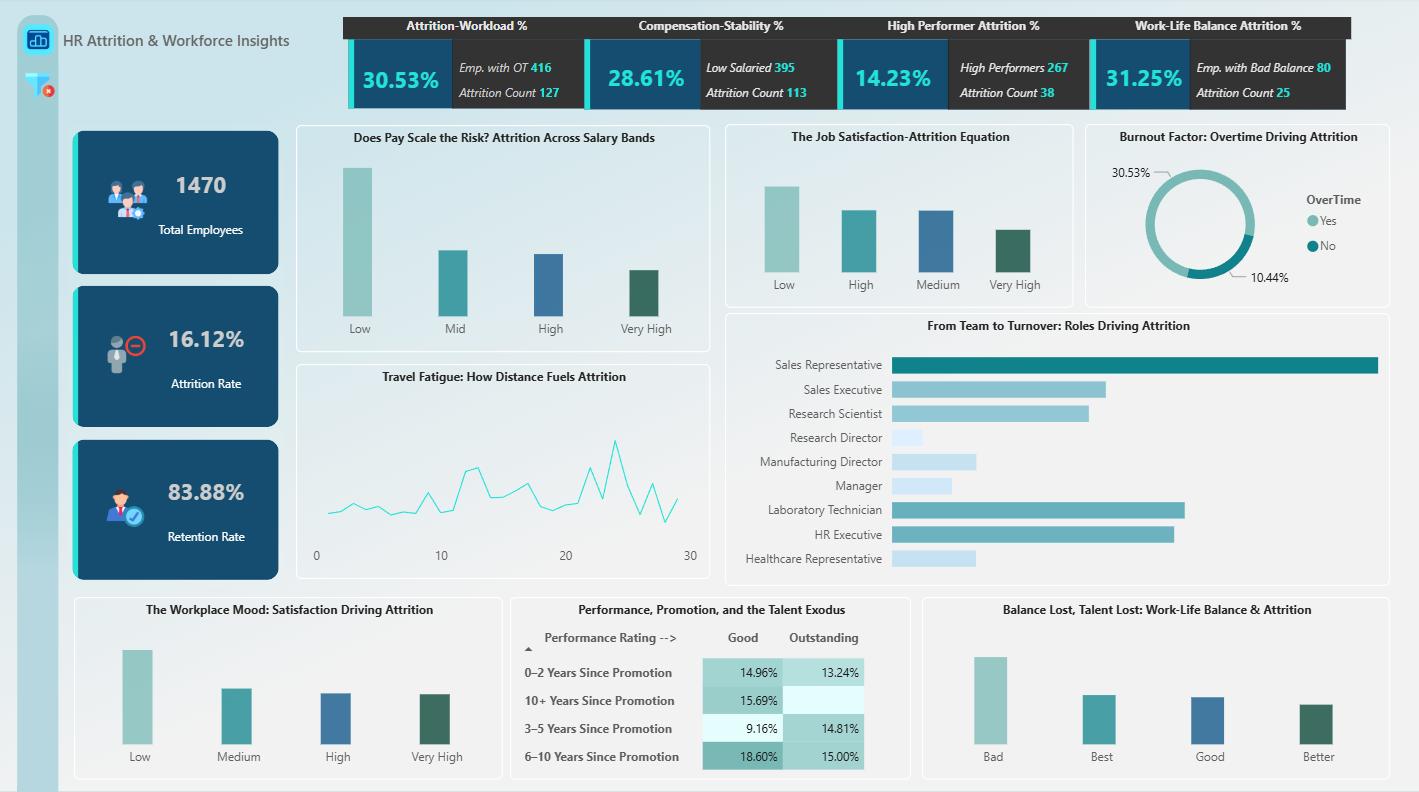 HR Attrition & Workforce Insights
Attrition-Workload %
30.53%
Emp. with OT 416
Attrition Count 127
Compensation-Stability %
28.61%
Low Salaried 395
Attrition Count 113
High Performer Attrition %
14.23%
High Performers 267
Attrition Count 38
Work-Life Balance Attrition %
31.25%
Emp. with Bad Balance 80
Attrition Count 25
1470
Total Employees
16.12%
Attrition Rate
83.88%
Retention Rate
Does Pay Scale the Risk? Attrition Across Salary Bands
Low Mid High Very High
The Job Satisfaction-Attrition Equation
Low High Medium Very High
Burnout Factor: Overtime Driving Attrition
30.53%
10.44%
OverTime
Yes
No
Travel Fatigue: How Distance Fuels Attrition
0 10 20 30
From Team to Turnover: Roles Driving Attrition
Sales Representative
Sales Executive
Research Scientist
Research Director
Manufacturing Director
Manager
Laboratory Technician
HR Executive
Healthcare Representative
The Workplace Mood: Satisfaction Driving Attrition
Low Medium High Very High
Performance, Promotion, and the Talent Exodus
Performance Rating --> Good Outstanding
0–2 Years Since Promotion 14.96% 13.24%
10+ Years Since Promotion 15.69%
3–5 Years Since Promotion 9.16% 14.81%
6–10 Years Since Promotion 18.60% 15.00%
Balance Lost, Talent Lost: Work-Life Balance & Attrition
Bad Best Good Better